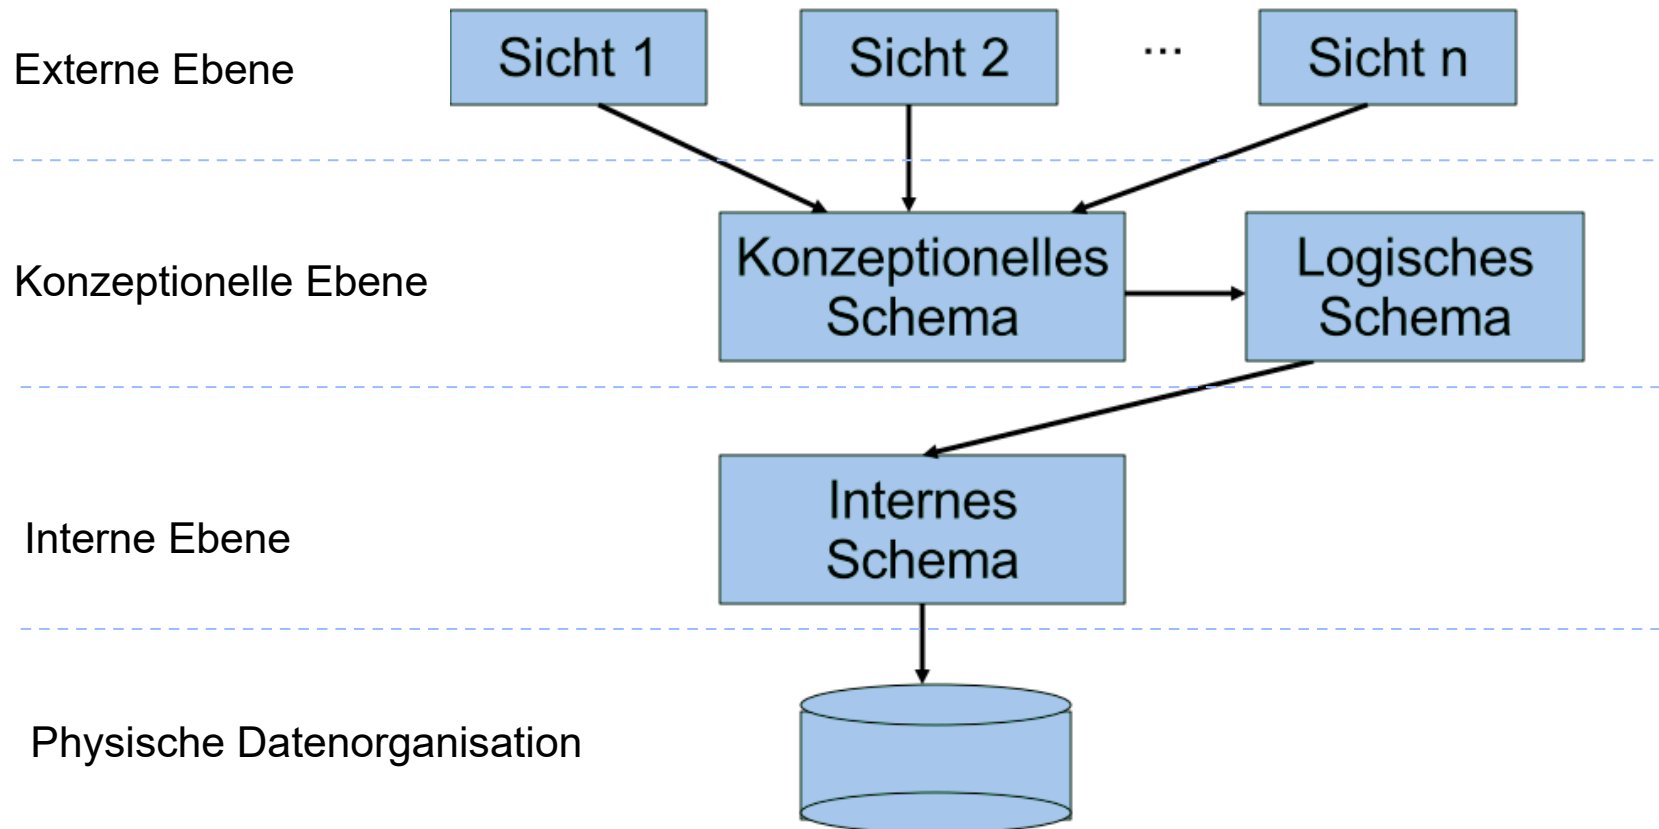 Externe Ebene
Sicht 1
Sicht 2
...
Sicht n
Konzeptionelle Ebene
Konzeptionelles
Schema
Logisches
Schema
Interne Ebene
Internes
Schema
Physische Datenorganisation